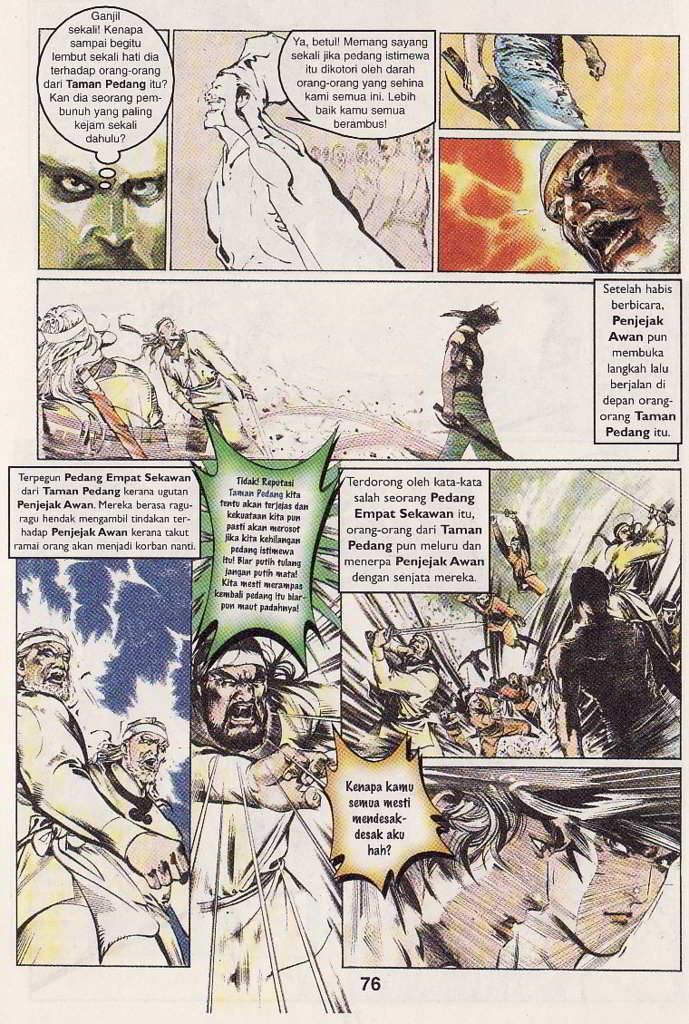 Ganjil
sekali! Kenapa
sampai begitu
lembut sekali hati dia
terhadap orang-orang
dari Taman Pedang itu?
Kan dia seorang pem-
bunuh yang paling
kejam sekali
dahulu?
Ya, betul! Memang sayang
sekali jika pedang istimewa
itu dikotori oleh darah
orang-orang yang sehina
kami semua ini. Lebih
baik kamu semua
berambus!
Setelah habis
berbicara,
Penjejak
Awan pun
membuka
langkah lalu
berjalan di
depan orang-
orang Taman
Pedang itu.
Terpegun Pedang Empat Sekawan
dari Taman Pedang kerana ugutan
Penjejak Awan. Mereka berasa ragu-
ragu hendak mengambil tindakan ter-
hadap Penjejak Awan kerana takut
ramai orang akan menjadi korban nanti.
Tidak! Reputasi
Taman Pedang kita
tentu akan terjejas dan
kekuataan kita pun
pasti akan merosot
jika kita kehilangan
pedang istimewa
itu! Biar putih tulang
jangan putih mata!
Kita mesti merampas
kembali pedang itu biar-
pun maut padahnya!
Terdorong oleh kata-kata
salah seorang Pedang
Empat Sekawan itu,
orang-orang dari Taman
Pedang pun meluru dan
menerpa Penjejak Awan
dengan senjata mereka.
Kenapa kamu
semua mesti
mendesak-
desak aku
hah?
76